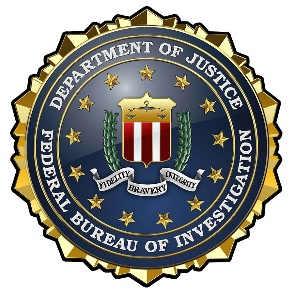 DEPARTMENT OF JUSTICE
FIDELITY
BRAVERY
INTEGRITY
FEDERAL BUREAU OF INVESTIGATION